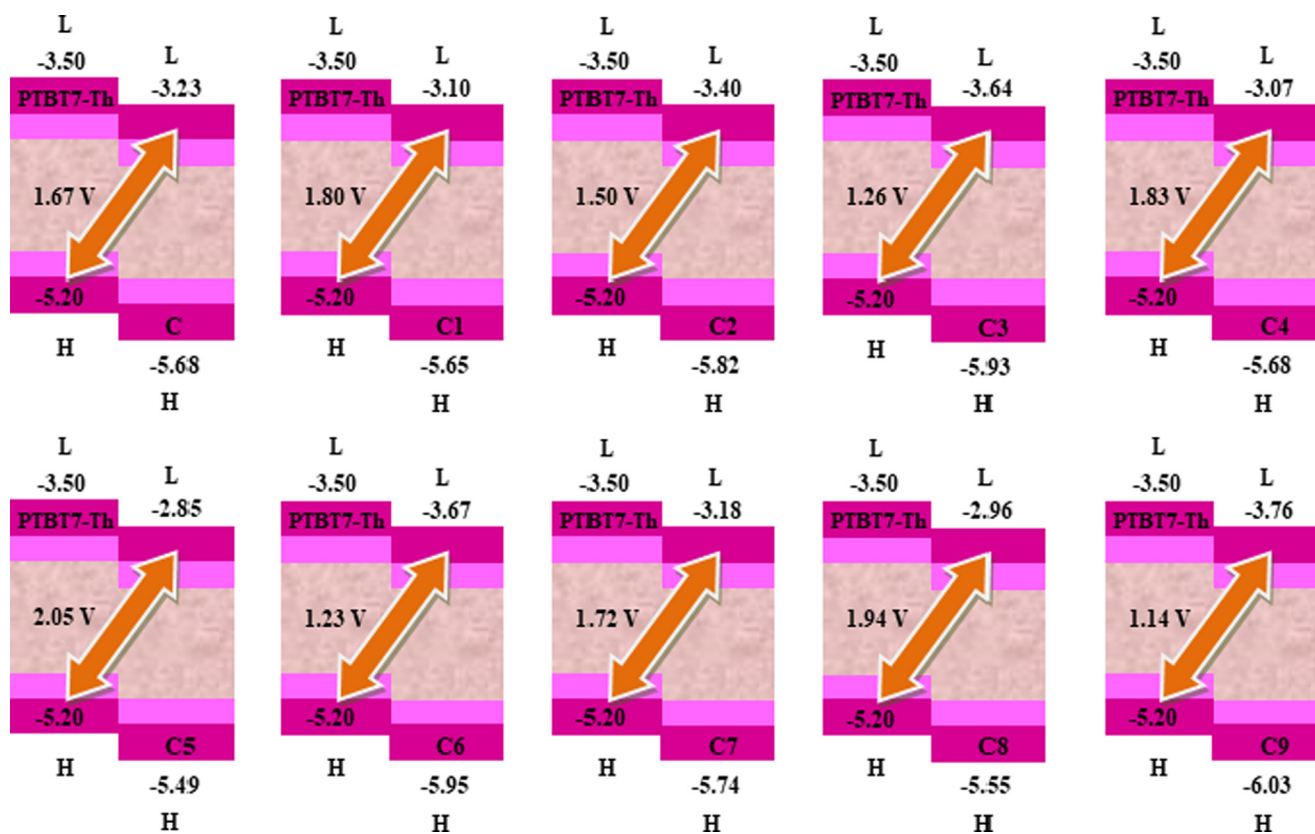 L
-3.50
L
-3.23
PTBT7-Th
1.67 V
-5.20
C
H
-5.68
H
L
-3.50
L
-3.10
PTBT7-Th
1.80 V
-5.20
C1
H
-5.65
H
L
-3.50
L
-3.40
PTBT7-Th
1.50 V
-5.20
C2
H
-5.82
H
L
-3.50
L
-3.64
PTBT7-Th
1.26 V
-5.20
C3
H
-5.93
H
L
-3.50
L
-3.07
PTBT7-Th
1.83 V
-5.20
C4
H
-5.68
H
L
-3.50
L
-2.85
PTBT7-Th
2.05 V
-5.20
C5
H
-5.49
H
L
-3.50
L
-3.67
PTBT7-Th
1.23 V
-5.20
C6
H
-5.95
H
L
-3.50
L
-3.18
PTBT7-Th
1.72 V
-5.20
C7
H
-5.74
H
L
-3.50
L
-2.96
PTBT7-Th
1.94 V
-5.20
C8
H
-5.55
H
L
-3.50
L
-3.76
PTBT7-Th
1.14 V
-5.20
C9
H
-6.03
H